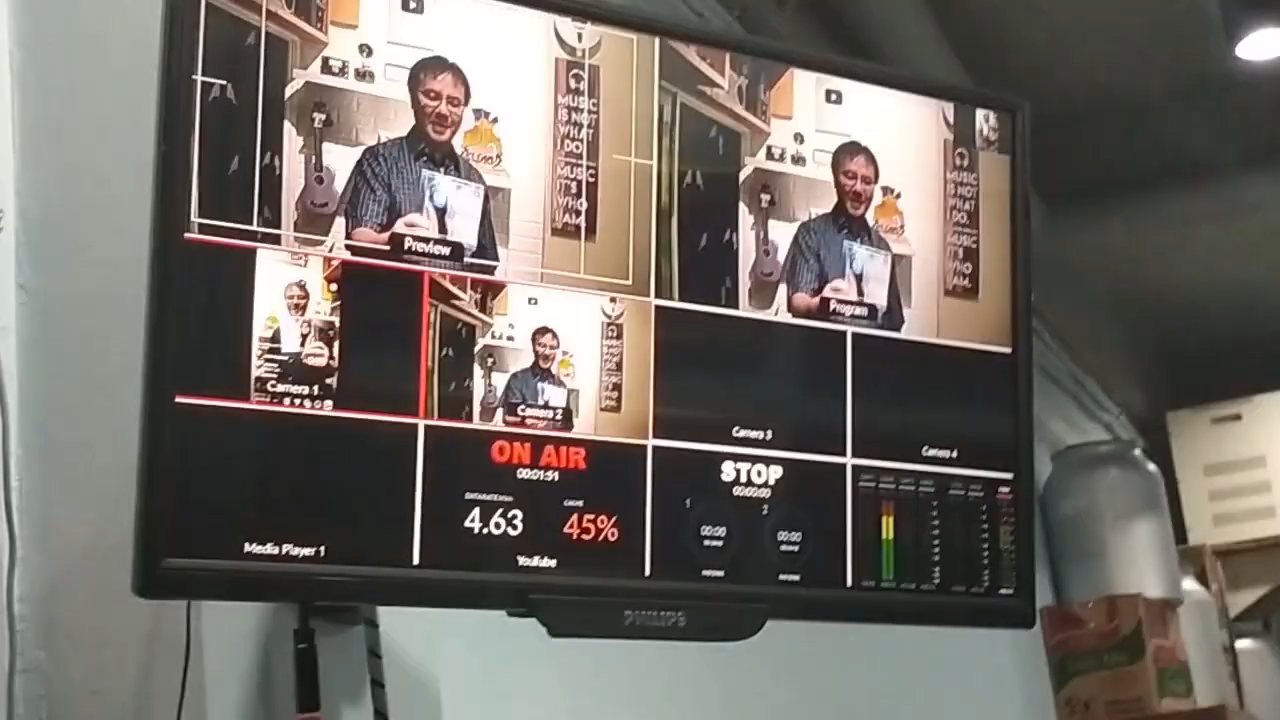 MUSIC
IS NOT
WHAT
I DO.
MUSIC
IT'S
WHO
I AM.
Preview
MUSIC
IS NOT
WHAT
I DO.
MUSIC
IT'S
WHO
I AM.
Program
Camera 1
Camera 2
Camera 3
Camera 4
Media Player 1
ON AIR
00:01:51
4.63
CACHE
45%
YouTube
STOP
00:00:00
1
2
00:00
00:00
PHILIPS